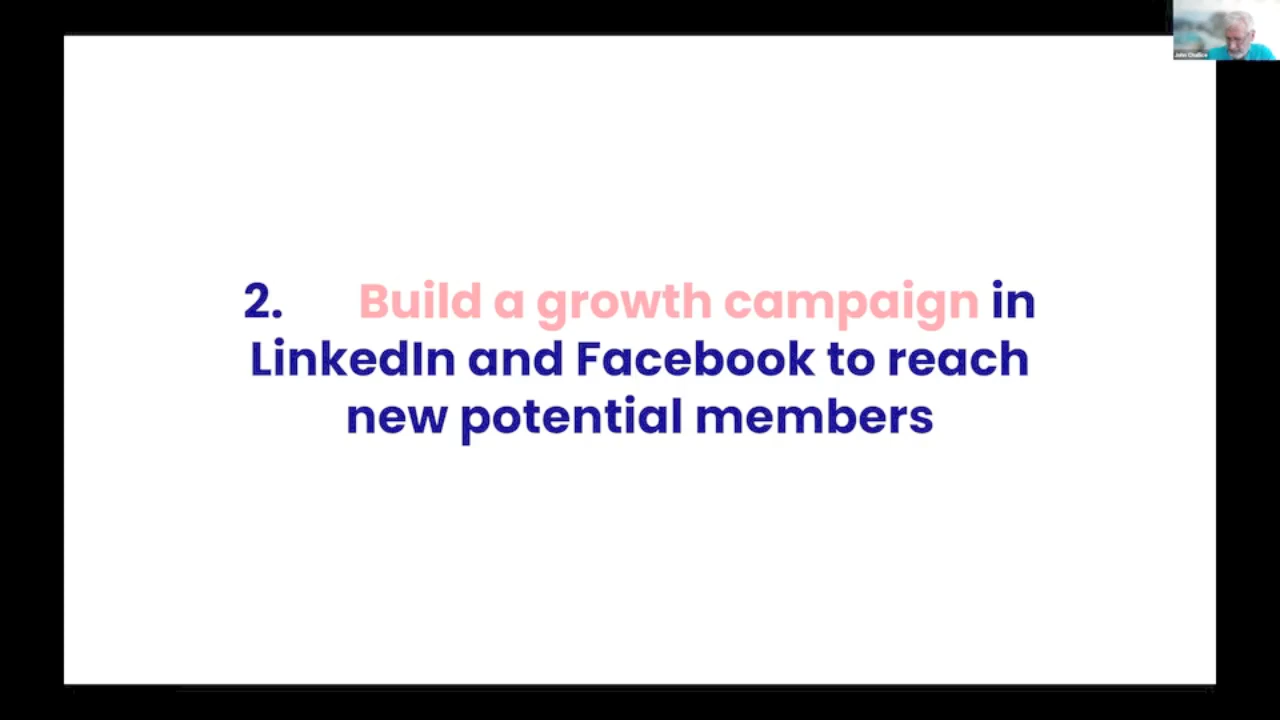 2. Build a growth campaign in
LinkedIn and Facebook to reach
new potential members